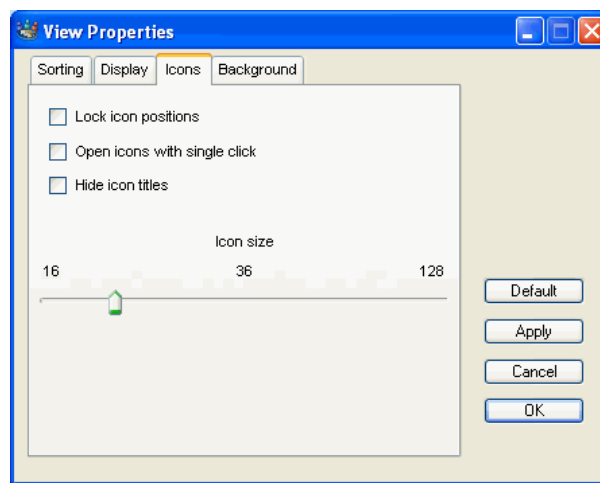 View Properties
Sorting Display Icons Background
Lock icon positions
Open icons with single click
Hide icon titles
Icon size
16 36 128
Default
Apply
Cancel
OK